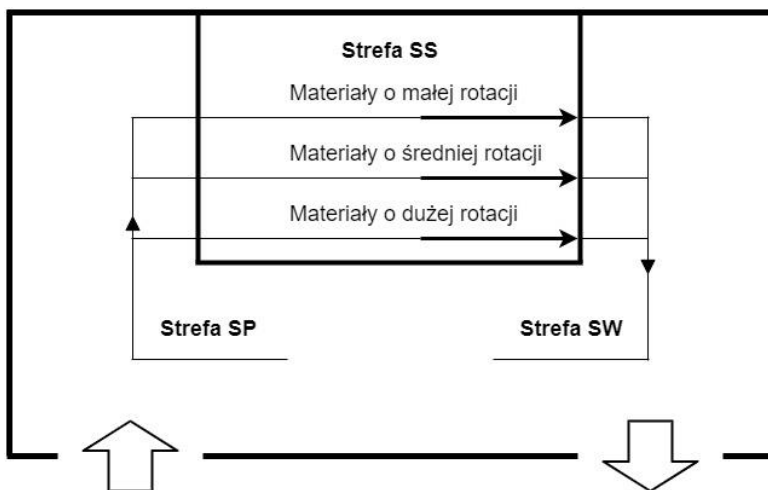 Strefa SS
Materiały o małej rotacji
Materiały o średniej rotacji
Materiały o dużej rotacji
Strefa SP
Strefa SW